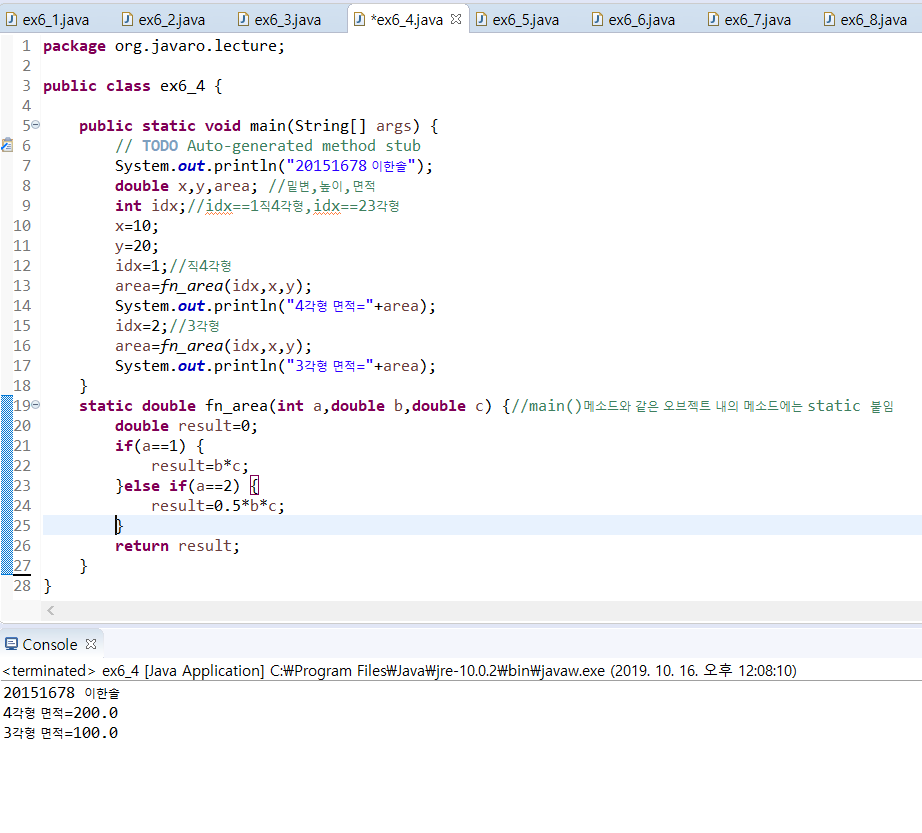 ex6_1.java ex6_2.java ex6_3.java *ex6_4.java ex6_5.java ex6_6.java ex6_7.java ex6_8.java
1 package org.javaro.lecture;
2
3 public class ex6_4 {
4
5 public static void main(String[] args) {
6 // TODO Auto-generated method stub
7 System.out.println("20151678 이한솔");
8 double x,y,area; //밑변,높이,면적
9 int idx;//idx==1직4각형,idx==23각형
10 x=10;
11 y=20;
12 idx=1;//직4각형
13 area=fn_area(idx,x,y);
14 System.out.println("4각형 면적="+area);
15 idx=2;//3각형
16 area=fn_area(idx,x,y);
17 System.out.println("3각형 면적="+area);
18 }
19 static double fn_area(int a,double b,double c) {//main()메소드와 같은 오브젝트 내의 메소드에는 static 붙임
20 double result=0;
21 if(a==1) {
22 result=b*c;
23 }else if(a==2) {
24 result=0.5*b*c;
25 }
26 return result;
27 }
28 }
Console
<terminated> ex6_4 [Java Application] C:₩Program Files₩Java₩jre-10.0.2₩bin₩javaw.exe (2019. 10. 16. 오후 12:08:10)
20151678 이한솔
4각형 면적=200.0
3각형 면적=100.0